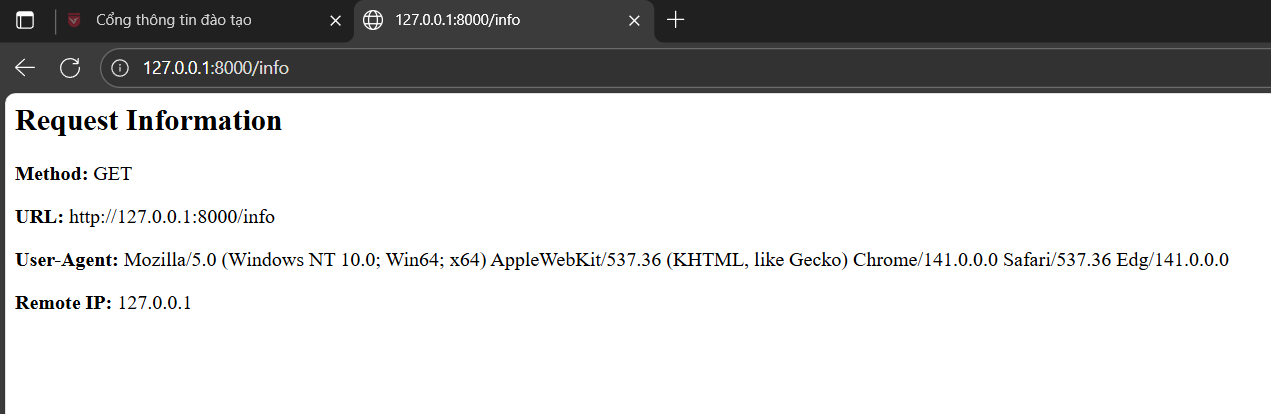 Cổng thông tin đào tạo
127.0.0.1:8000/info
127.0.0.1:8000/info
Request Information
Method: GET
URL: http://127.0.0.1:8000/info
User-Agent: Mozilla/5.0 (Windows NT 10.0; Win64; x64) AppleWebKit/537.36 (KHTML, like Gecko) Chrome/141.0.0.0 Safari/537.36 Edg/141.0.0.0
Remote IP: 127.0.0.1